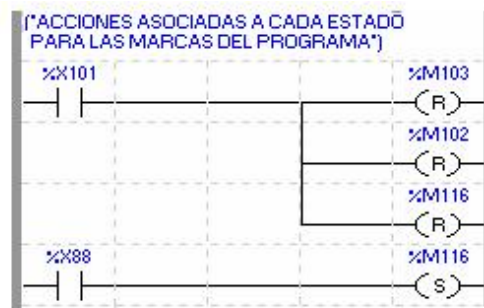 ("ACCIONES ASOCIADAS A CADA ESTADO
PARA LAS MARCAS DEL PROGRAMA")
%X101 %M103
R
%M102
R
%M116
R
%X88 %M116
S